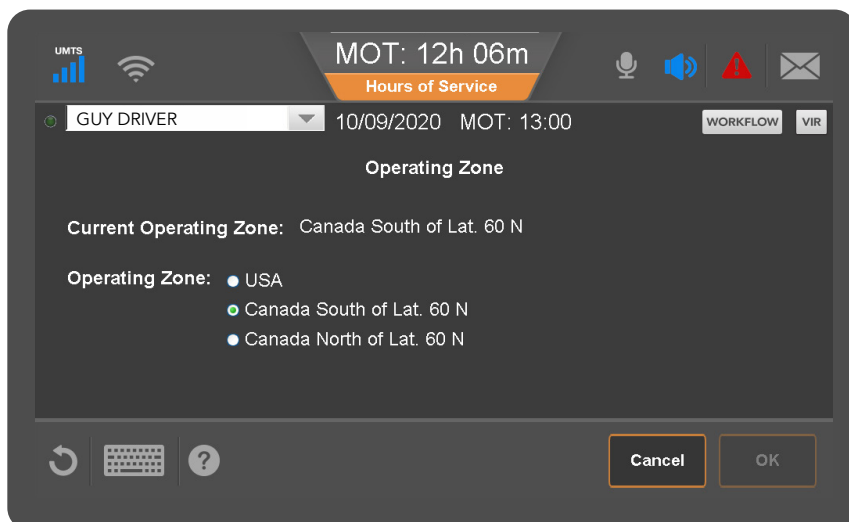 UMTS
MOT: 12h 06m
Hours of Service
GUY DRIVER 10/09/2020 MOT: 13:00 WORKFLOW VIR
Operating Zone
Current Operating Zone: Canada South of Lat. 60 N
Operating Zone: USA
Canada South of Lat. 60 N
Canada North of Lat. 60 N
? Cancel OK